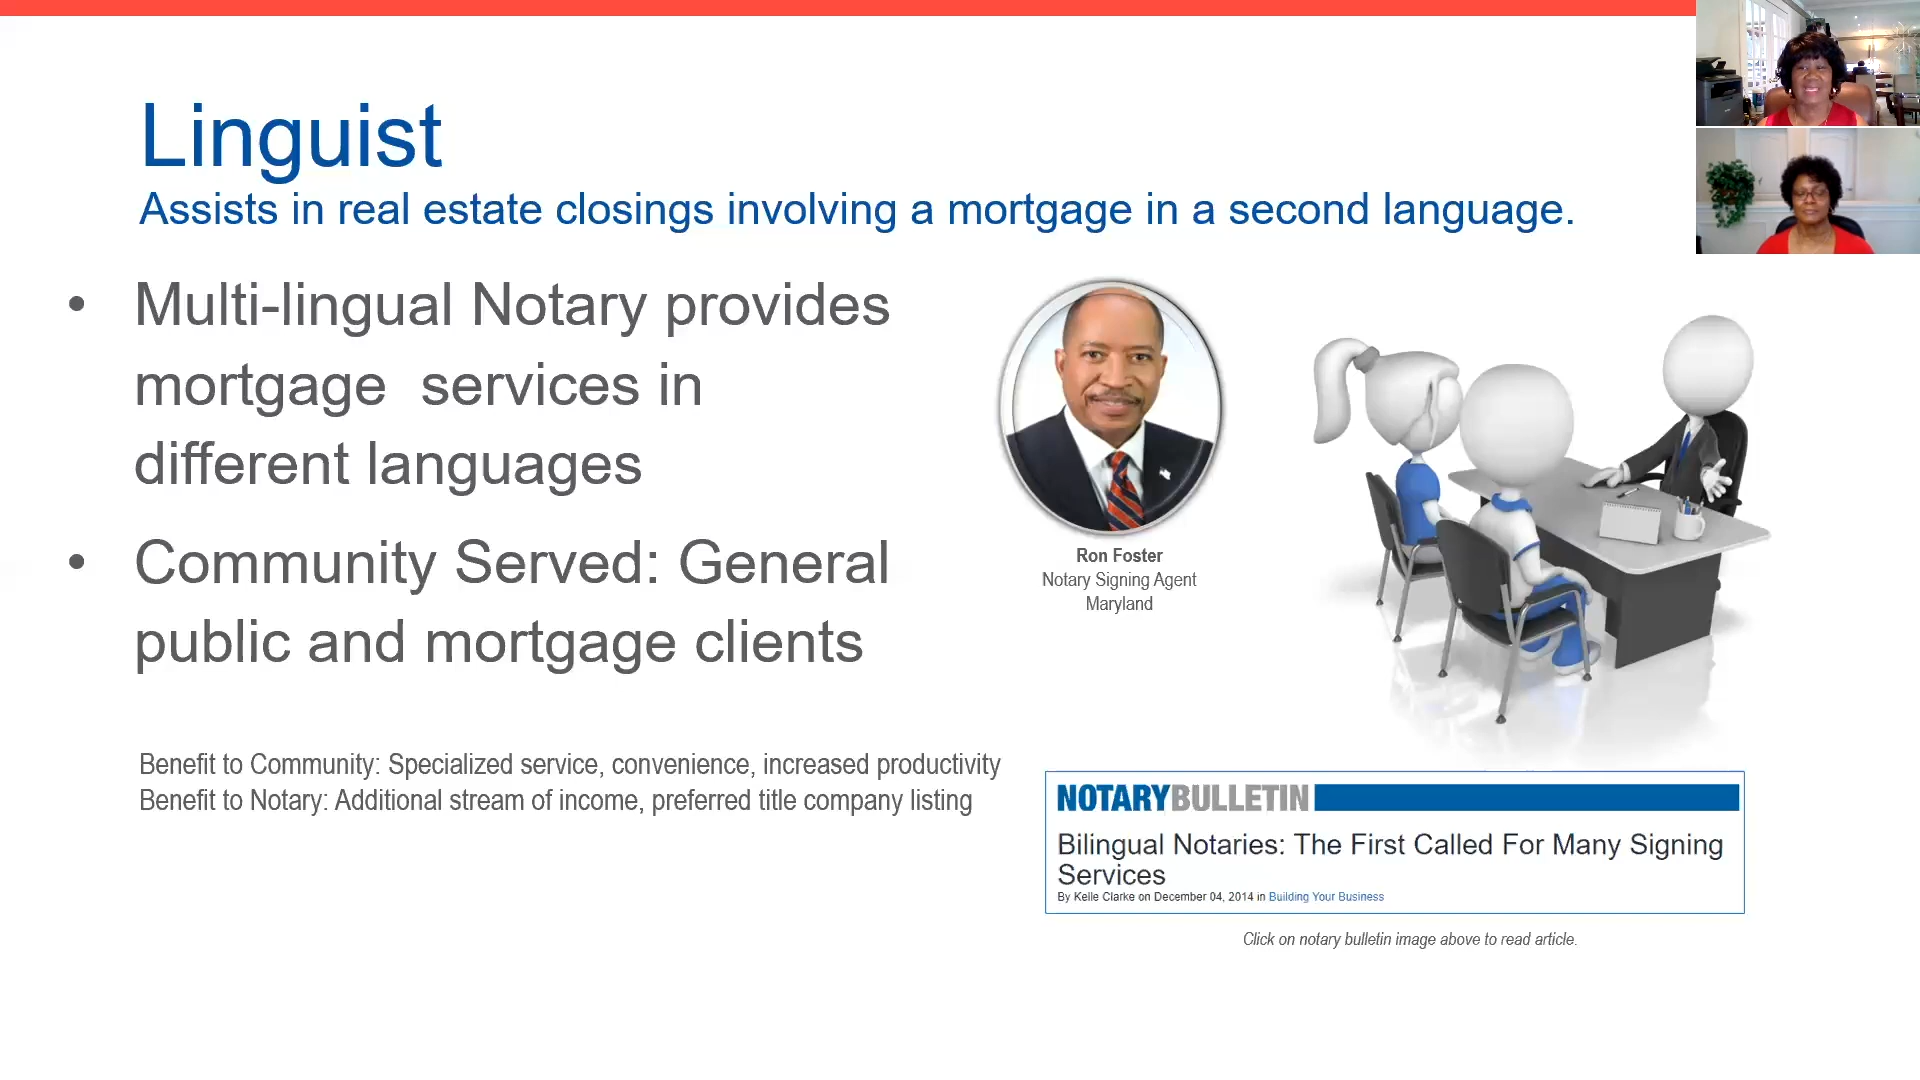 Linguist
Assists in real estate closings involving a mortgage in a second language.
• Multi-lingual Notary provides
mortgage  services in
different languages
• Community Served: General
public and mortgage clients
Benefit to Community: Specialized service, convenience, increased productivity
Benefit to Notary: Additional stream of income, preferred title company listing
Ron Foster
Notary Signing Agent
Maryland
NOTARYBULLETIN
Bilingual Notaries: The First Called For Many Signing
Services
By Kelle Clarke on December 04, 2014 in Building Your Business
Click on notary bulletin image above to read article.